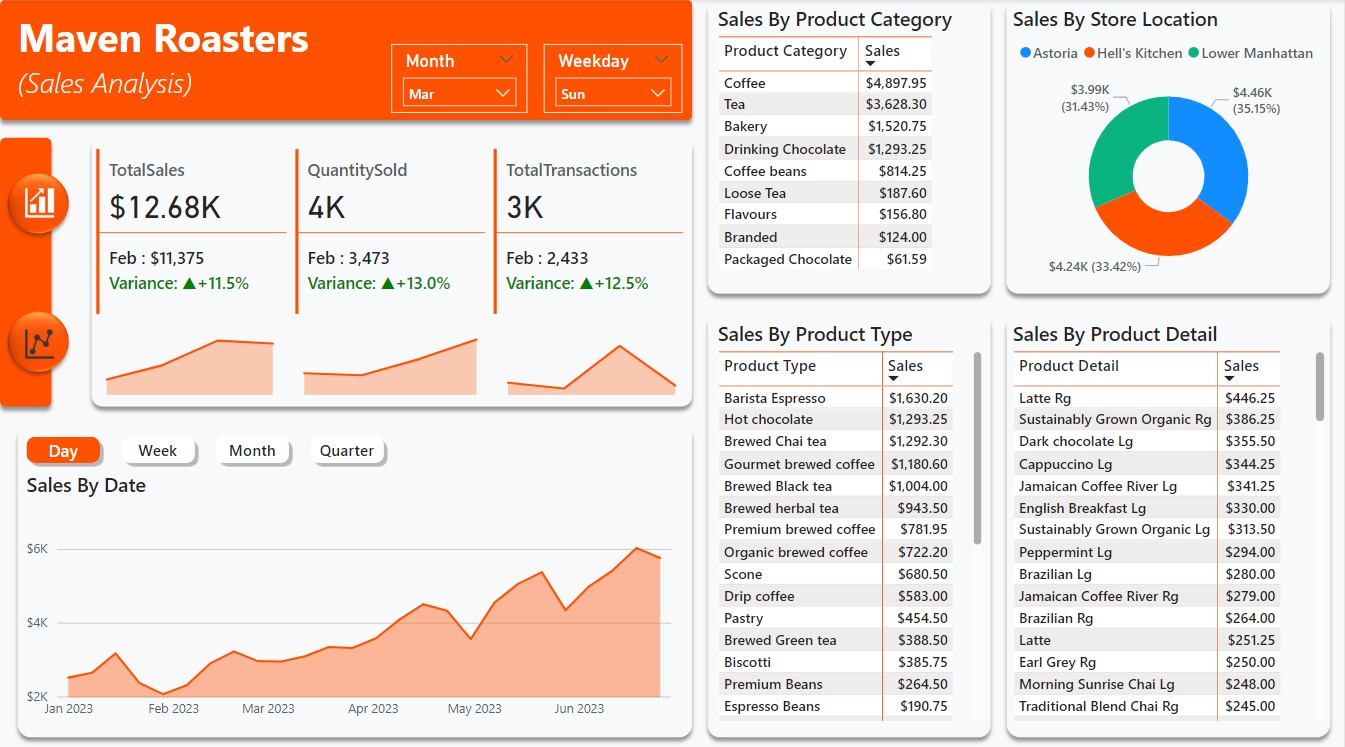 Maven Roasters
(Sales Analysis)
Month
Mar
Weekday
Sun
TotalSales
$12.68K
Feb : $11,375
Variance: ▲+11.5%
QuantitySold
4K
Feb : 3,473
Variance: ▲+13.0%
TotalTransactions
3K
Feb : 2,433
Variance: ▲+12.5%
Day Week Month Quarter
Sales By Date
$6K
$4K
$2K
Jan 2023 Feb 2023 Mar 2023 Apr 2023 May 2023 Jun 2023
Sales By Product Category
Product Category Sales
Coffee $4,897.95
Tea $3,628.30
Bakery $1,520.75
Drinking Chocolate $1,293.25
Coffee beans $814.25
Loose Tea $187.60
Flavours $156.80
Branded $124.00
Packaged Chocolate $61.59
Sales By Store Location
Astoria Hell's Kitchen Lower Manhattan
$3.99K
(31.43%)
$4.46K
(35.15%)
$4.24K (33.42%)
Sales By Product Type
Product Type Sales
Barista Espresso $1,630.20
Hot chocolate $1,293.25
Brewed Chai tea $1,292.30
Gourmet brewed coffee $1,180.60
Brewed Black tea $1,004.00
Brewed herbal tea $943.50
Premium brewed coffee $781.95
Organic brewed coffee $722.20
Scone $680.50
Drip coffee $583.00
Pastry $454.50
Brewed Green tea $388.50
Biscotti $385.75
Premium Beans $264.50
Espresso Beans $190.75
Sales By Product Detail
Product Detail Sales
Latte Rg $446.25
Sustainably Grown Organic Rg $386.25
Dark chocolate Lg $355.50
Cappuccino Lg $344.25
Jamaican Coffee River Lg $341.25
English Breakfast Lg $330.00
Sustainably Grown Organic Lg $313.50
Peppermint Lg $294.00
Brazilian Lg $280.00
Jamaican Coffee River Rg $279.00
Brazilian Rg $264.00
Latte $251.25
Earl Grey Rg $250.00
Morning Sunrise Chai Lg $248.00
Traditional Blend Chai Rg $245.00